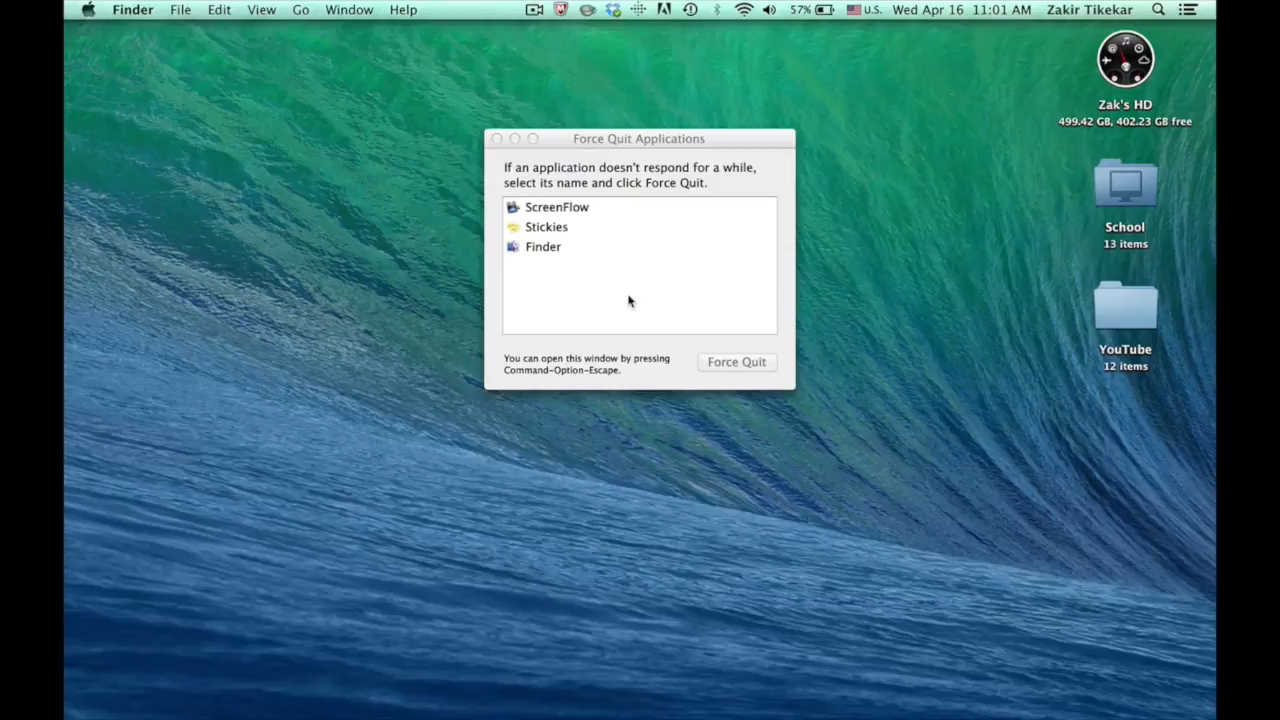 Finder File Edit View Go Window Help 57% U.S. Wed Apr 16 11:01 AM Zakir Tikekar
Zak's HD
499.42 GB, 402.23 GB free
Force Quit Applications
If an application doesn't respond for a while,
select its name and click Force Quit.
ScreenFlow
Stickies
Finder
You can open this window by pressing
Command-Option-Escape.
Force Quit
School
13 items
YouTube
12 items